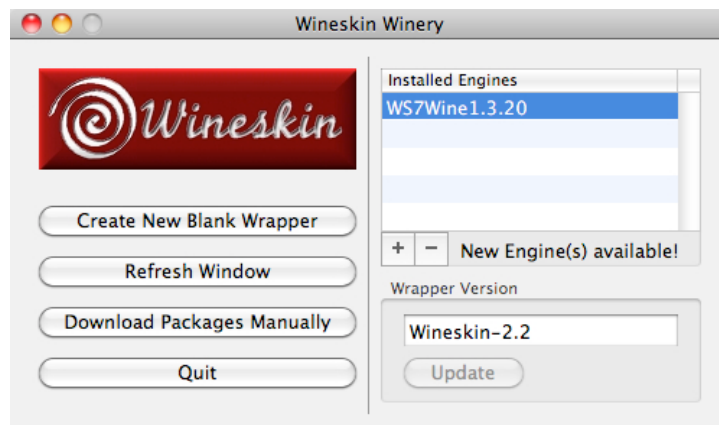 Wineskin Winery
Wineskin
Create New Blank Wrapper
Refresh Window
Download Packages Manually
Quit
Installed Engines
WS7Wine1.3.20
+ − New Engine(s) available!
Wrapper Version
Wineskin-2.2
Update